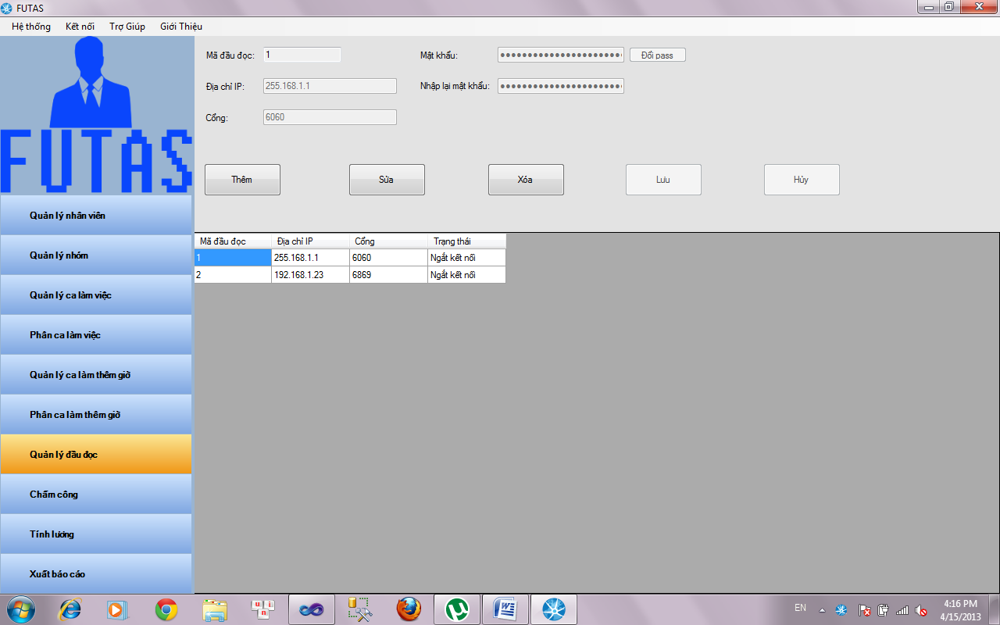 FUTAS
Hệ thống Kết nối Trợ Giúp Giới Thiệu
FUTAS
Mã đầu đọc: 1 Mật khẩu: Đổi pass
Địa chỉ IP: 255.168.1.1 Nhập lại mật khẩu:
Cổng: 6060
Thêm Sửa Xóa Lưu Hủy
Quản lý nhân viên
Quản lý nhóm
Quản lý ca làm việc
Phân ca làm việc
Quản lý ca làm thêm giờ
Phân ca làm thêm giờ
Quản lý đầu đọc
Chấm công
Tính lương
Xuất báo cáo
Mã đầu đọc Địa chỉ IP Cổng Trạng thái
1 255.168.1.1 6060 Ngắt kết nối
2 192.168.1.23 6869 Ngắt kết nối
EN 4:16 PM
4/15/2013